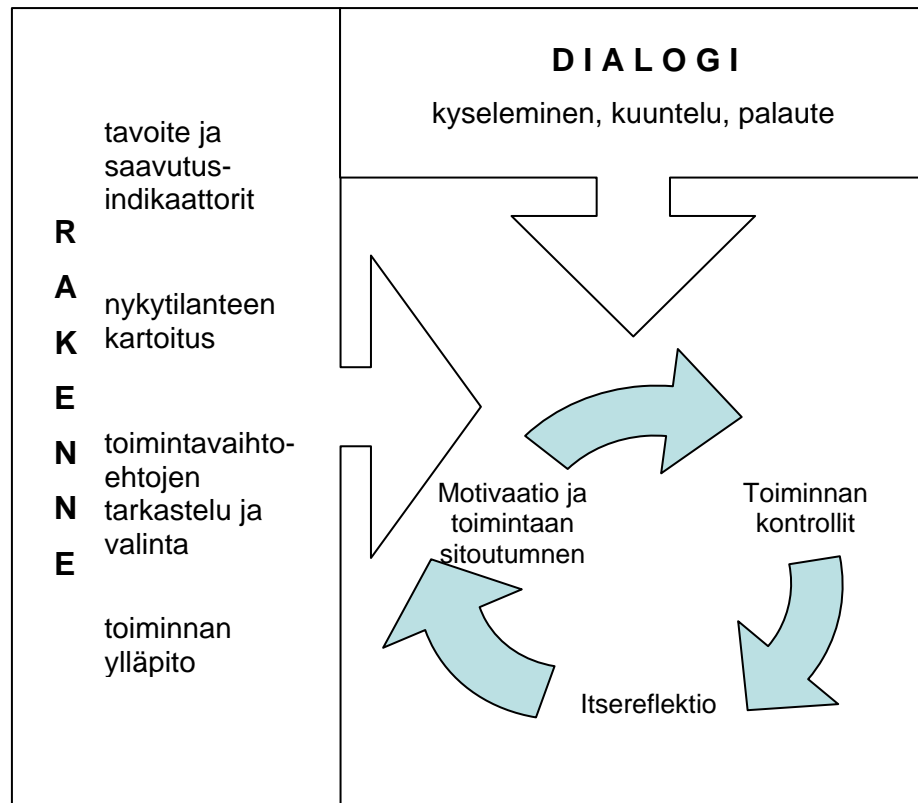 D I A L O G I
kyseleminen, kuuntelu, palaute
R
A
K
E
N
N
E
tavoite ja
saavutus-
indikaattorit
nykytilanteen
kartoitus
toimintavaihto-
ehtojen
tarkastelu ja
valinta
toiminnan
ylläpito
Motivaatio ja
toimintaan
sitoutumnen
Toiminnan
kontrollit
Itsereflektio